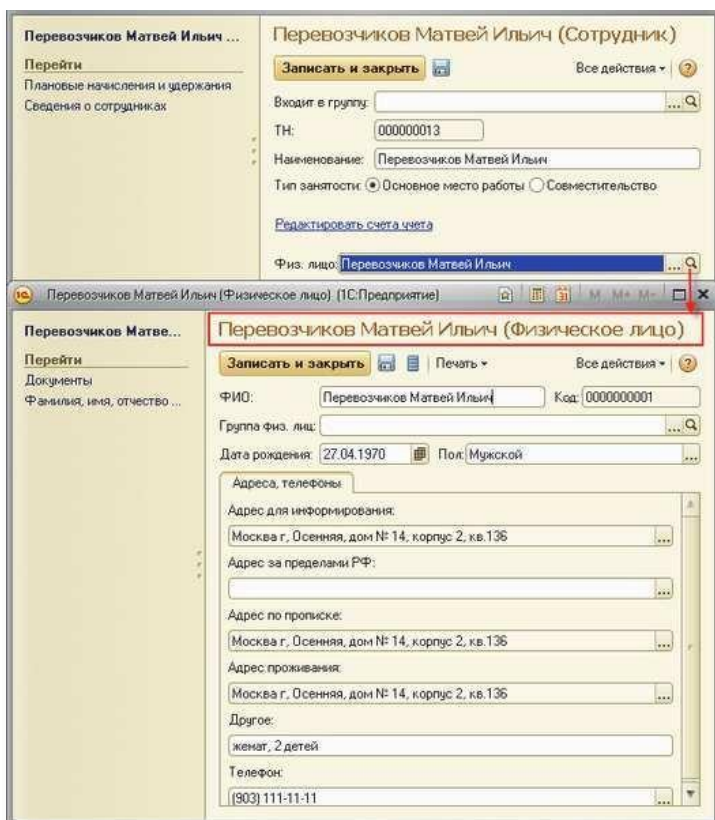 Перевозчиков Матвей Ильич ...
Перейти
Плановые начисления и удержания
Сведения о сотрудниках
Перевозчиков Матвей Ильич (Сотрудник)
Записать и закрыть
Все действия
?
Входит в группу:
...
ТН: 000000013
Наименование: Перевозчиков Матвей Ильич
Тип занятости: Основное место работы Совместительство
Редактировать счета учета
Физ. лицо: Перевозчиков Матвей Ильич ...
1С Перевозчиков Матвей Ильич (Физическое лицо) (1С:Предприятие) 31 M M+ M-
Перевозчиков Матве...
Перейти
Документы
Фамилия, имя, отчество ...
Перевозчиков Матвей Ильич (Физическое лицо)
Записать и закрыть Печать Все действия ?
ФИО: Перевозчиков Матвей Ильич Код: 0000000001
Группа физ. лиц: ...
Дата рождения: 27.04.1970 Пол: Мужской ...
Адреса, телефоны
Адрес для информирования:
Москва г, Осенняя, дом № 14, корпус 2, кв.136 ...
Адрес за пределами РФ:
...
Адрес по прописке:
Москва г, Осенняя, дом № 14, корпус 2, кв.136 ...
Адрес проживания:
Москва г, Осенняя, дом № 14, корпус 2, кв.136 ...
Другое:
женат, 2 детей
Телефон:
(903) 111-11-11 ...